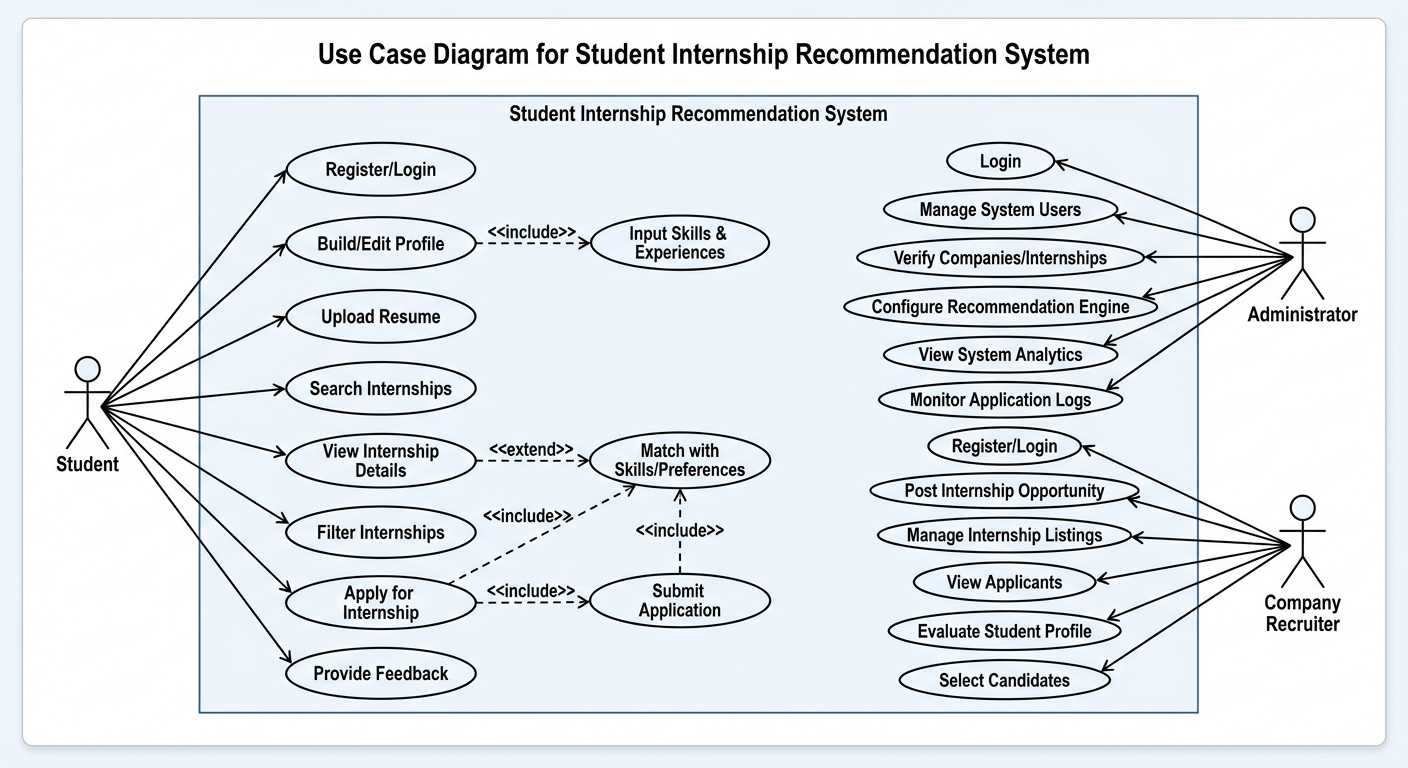 Use Case Diagram for Student Internship Recommendation System
Student Internship Recommendation System
Student
Register/Login
Build/Edit Profile
<<include>>
Input Skills &
Experiences
Upload Resume
Search Internships
View Internship
Details
<<extend>>
Match with
Skills/Preferences
Filter Internships
<<include>>
<<include>>
Apply for
Internship
<<include>>
Submit
Application
Provide Feedback
Login
Manage System Users
Verify Companies/Internships
Configure Recommendation Engine
View System Analytics
Monitor Application Logs
Administrator
Register/Login
Post Internship Opportunity
Manage Internship Listings
View Applicants
Evaluate Student Profile
Select Candidates
Company
Recruiter